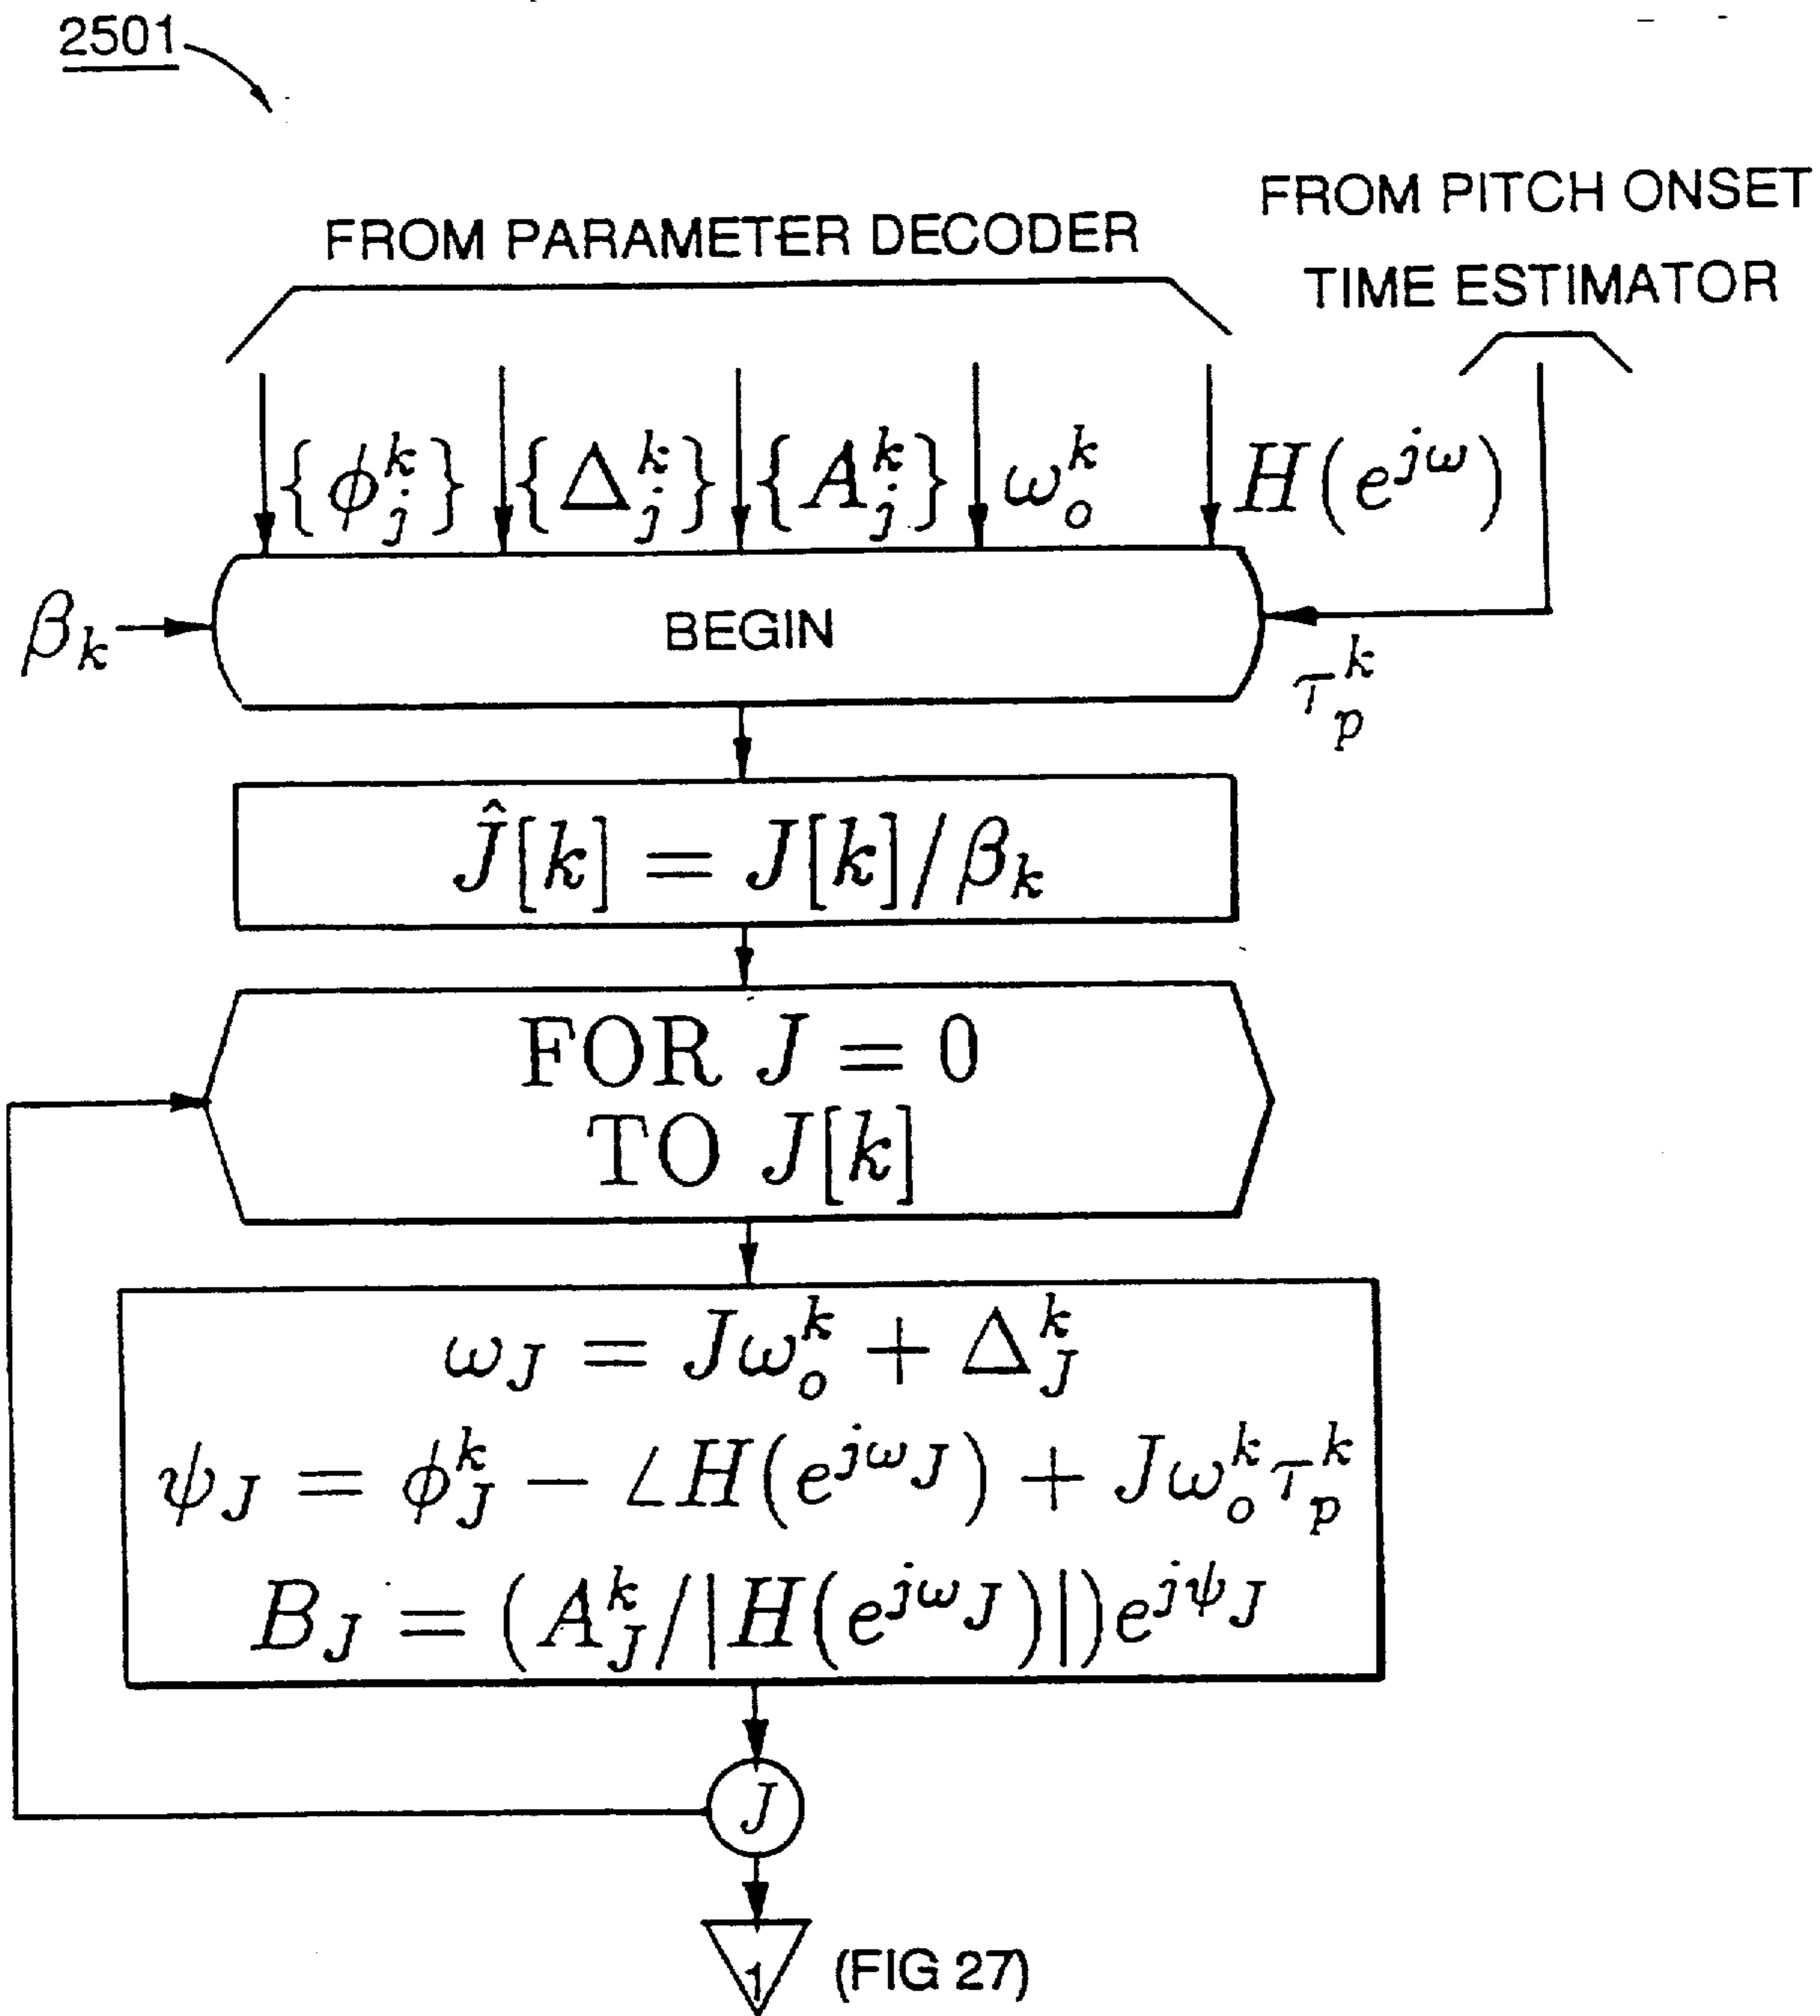 2501
FROM PARAMETER DECODER
FROM PITCH ONSET
TIME ESTIMATOR
{ϕ_j^k} {Δ_j^k} {A_j^k} ω_o^k H(e^{jω})
β_k
BEGIN
τ_p^k
Ĵ[k] = J[k]/β_k
FOR J = 0
TO J[k]
ω_J = Jω_o^k + Δ_J^k
ψ_J = ϕ_J^k − ∠H(e^{jω_J}) + Jω_o^k τ_p^k
B_J = (A_J^k/|H(e^{jω_J})|)e^{jψ_J}
J
1 (FIG 27)